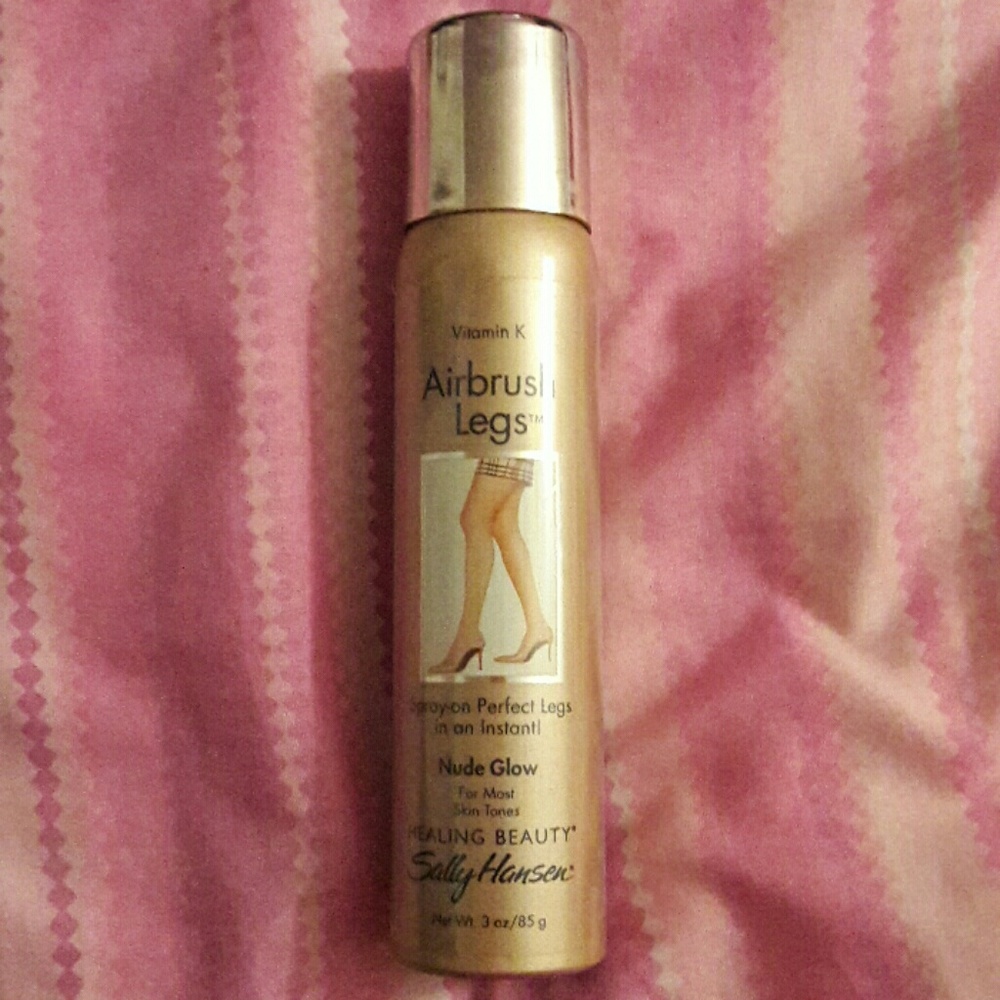 Vitamin K
Airbrush
Legs™
Spray-on Perfect Legs
in an Instant!
Nude Glow
For Most
Skin Tones
HEALING BEAUTY®
Sally Hansen®
Net Wt. 3 oz/85 g